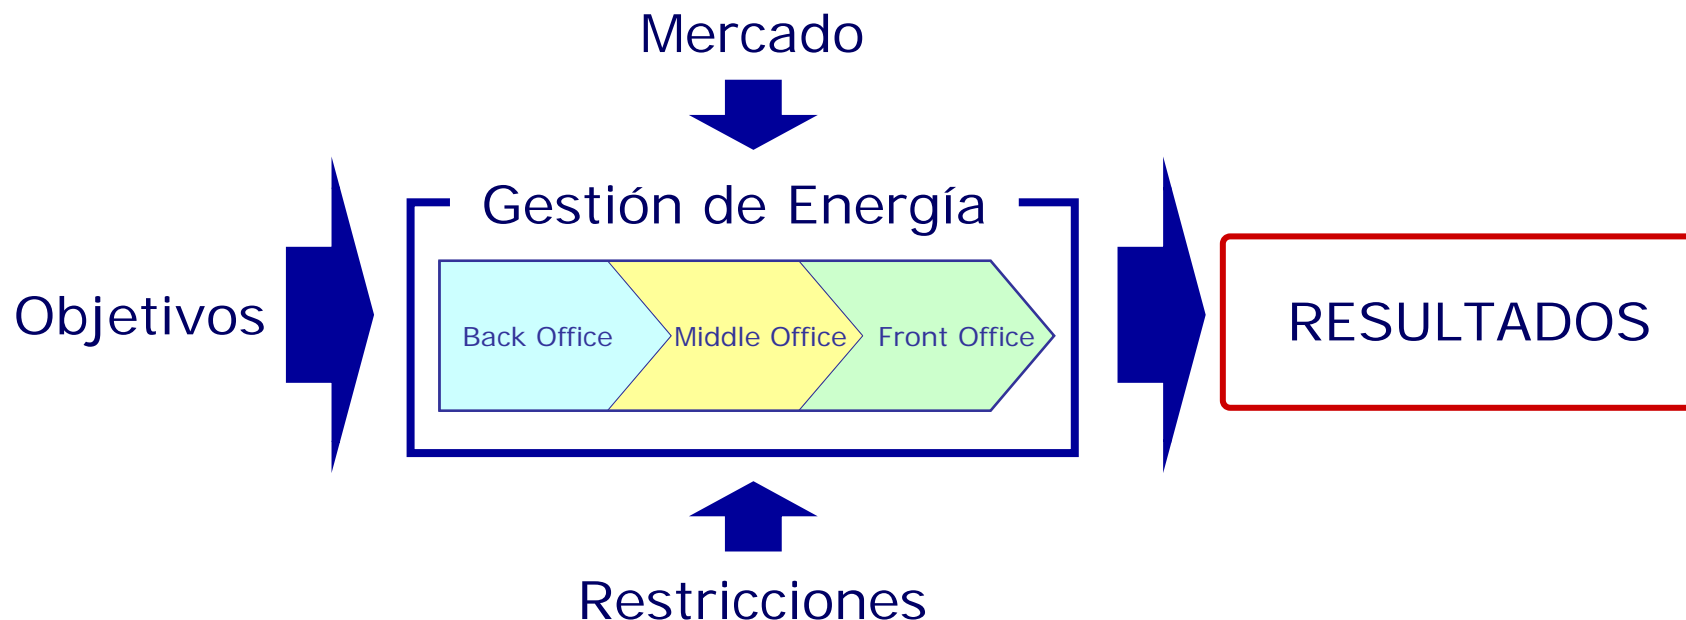 Mercado
Gestión de Energía
Objetivos
Back Office
Middle Office
Front Office
RESULTADOS
Restricciones